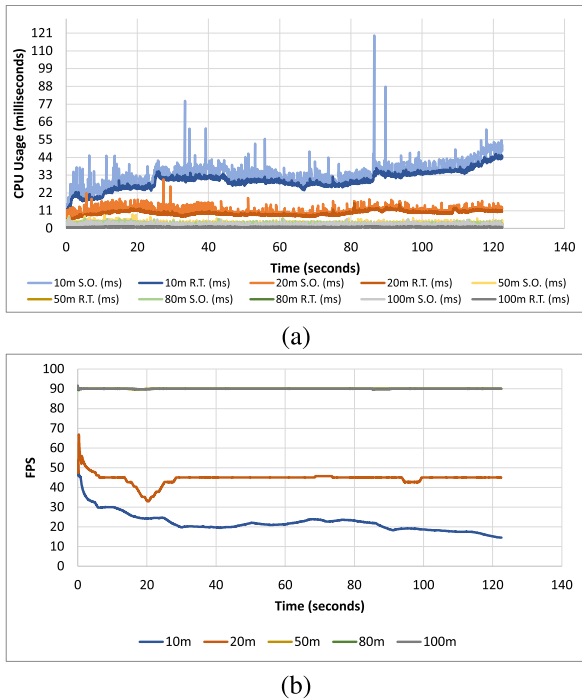 121
110
99
88
77
66
55
44
33
22
11
0
CPU Usage (milliseconds)
0 20 40 60 80 100 120 140
Time (seconds)
10m S.O. (ms) 10m R.T. (ms) 20m S.O. (ms) 20m R.T. (ms) 50m S.O. (ms)
50m R.T. (ms) 80m S.O. (ms) 80m R.T. (ms) 100m S.O. (ms) 100m R.T. (ms)
(a)
100
90
80
70
60
50
40
30
20
10
0
FPS
0 20 40 60 80 100 120 140
Time (seconds)
10m 20m 50m 80m 100m
(b)